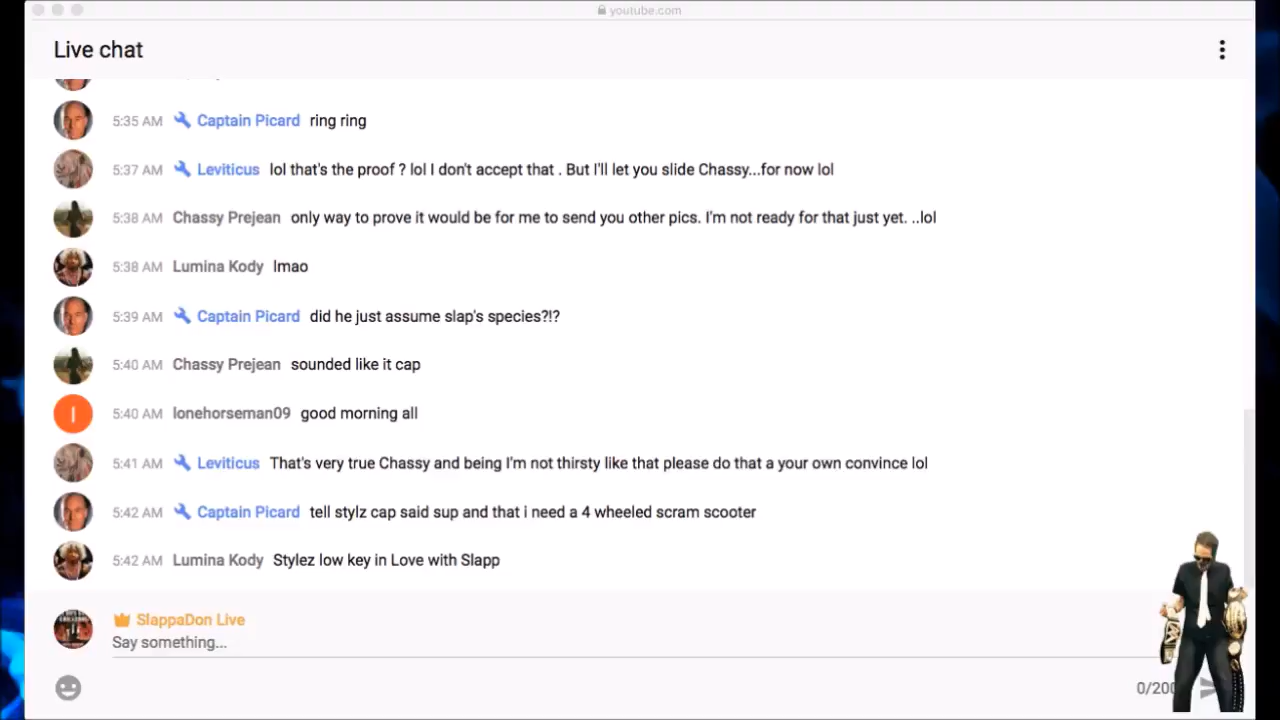 youtube.com
Live chat
5:35 AM Captain Picard ring ring
5:37 AM Leviticus lol that's the proof ? lol I don't accept that . But I'll let you slide Chassy...for now lol
5:38 AM Chassy Prejean only way to prove it would be for me to send you other pics. I'm not ready for that just yet. ..lol
5:38 AM Lumina Kody lmao
5:39 AM Captain Picard did he just assume slap's species?!?
5:40 AM Chassy Prejean sounded like it cap
5:40 AM lonehorseman09 good morning all
5:41 AM Leviticus That's very true Chassy and being I'm not thirsty like that please do that a your own convince lol
5:42 AM Captain Picard tell stylz cap said sup and that i need a 4 wheeled scram scooter
5:42 AM Lumina Kody Stylez low key in Love with Slapp
SlappaDon Live
Say something...
0/200